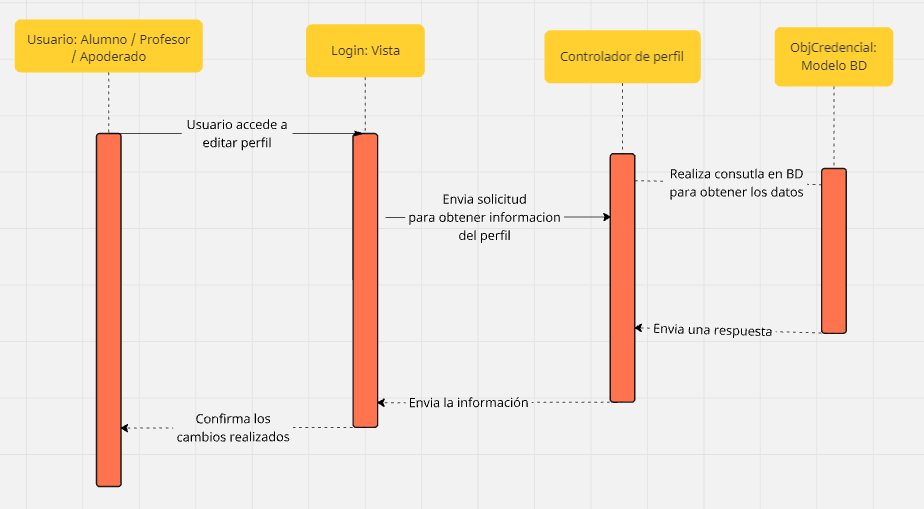 Usuario: Alumno / Profesor
/ Apoderado
Login: Vista
Controlador de perfil
ObjCredencial:
Modelo BD
Usuario accede a
editar perfil
Realiza consutla en BD
para obtener los datos
Envia solicitud
para obtener informacion
del perfil
Envia una respuesta
Envia la información
Confirma los
cambios realizados